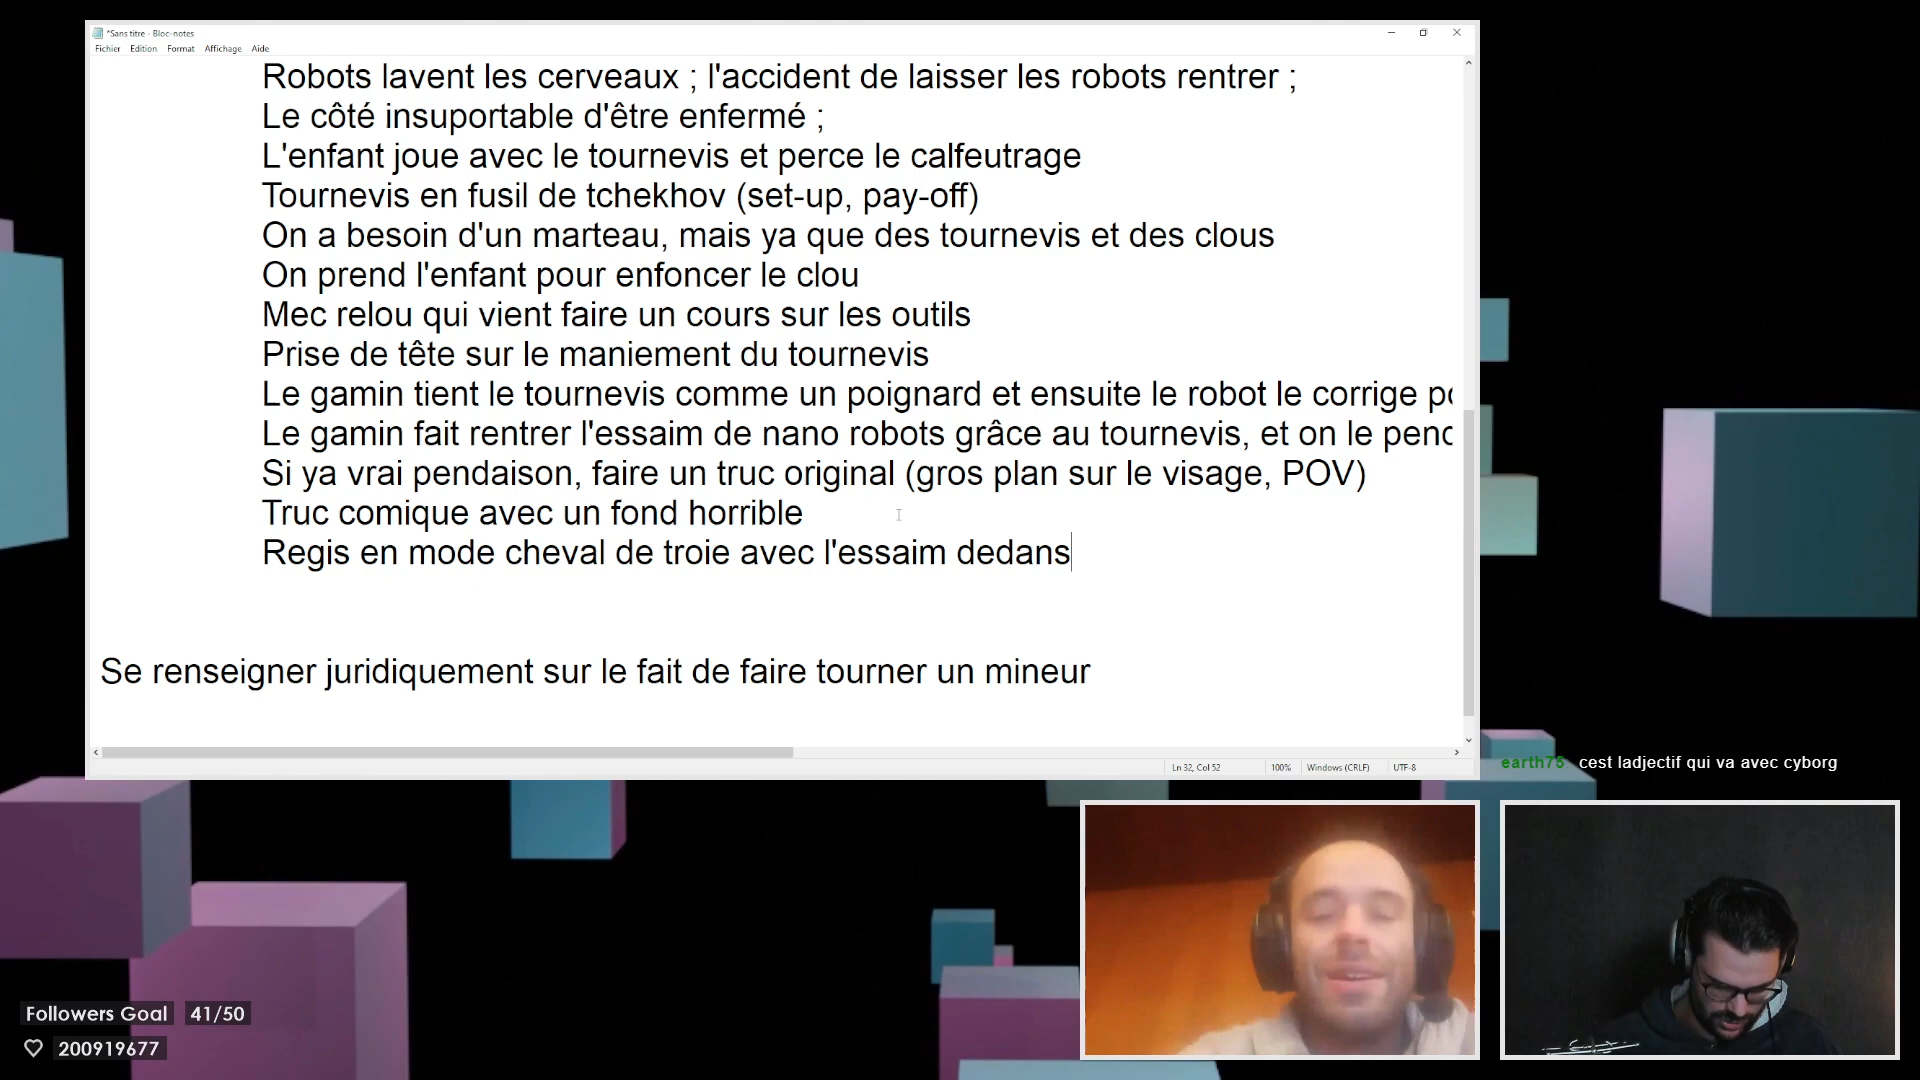 *Sans titre - Bloc-notes
Fichier Edition Format Affichage Aide
Robots lavent les cerveaux ; l'accident de laisser les robots rentrer ;
Le côté insuportable d'être enfermé ;
L'enfant joue avec le tournevis et perce le calfeutrage
Tournevis en fusil de tchekhov (set-up, pay-off)
On a besoin d'un marteau, mais ya que des tournevis et des clous
On prend l'enfant pour enfoncer le clou
Mec relou qui vient faire un cours sur les outils
Prise de tête sur le maniement du tournevis
Le gamin tient le tournevis comme un poignard et ensuite le robot le corrige
Le gamin fait rentrer l'essaim de nano robots grâce au tournevis, et on le
Si ya vrai pendaison, faire un truc original (gros plan sur le visage, POV)
Truc comique avec un fond horrible
Regis en mode cheval de troie avec l'essaim dedans
Se renseigner juridiquement sur le fait de faire tourner un mineur
Ln 32, Col 52 100% Windows (CRLF) UTF-8
earth75 cest ladjectif qui va avec cyborg
Followers Goal 41/50
200919677